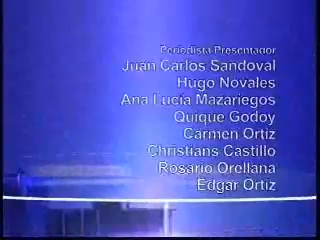 Periodista Presentador
Juan Carlos Sandoval
Hugo Novales
Ana Lucía Mazariegos
Quique Godoy
Carmen Ortiz
Christians Castillo
Rosario Orellana
Edgar Ortiz